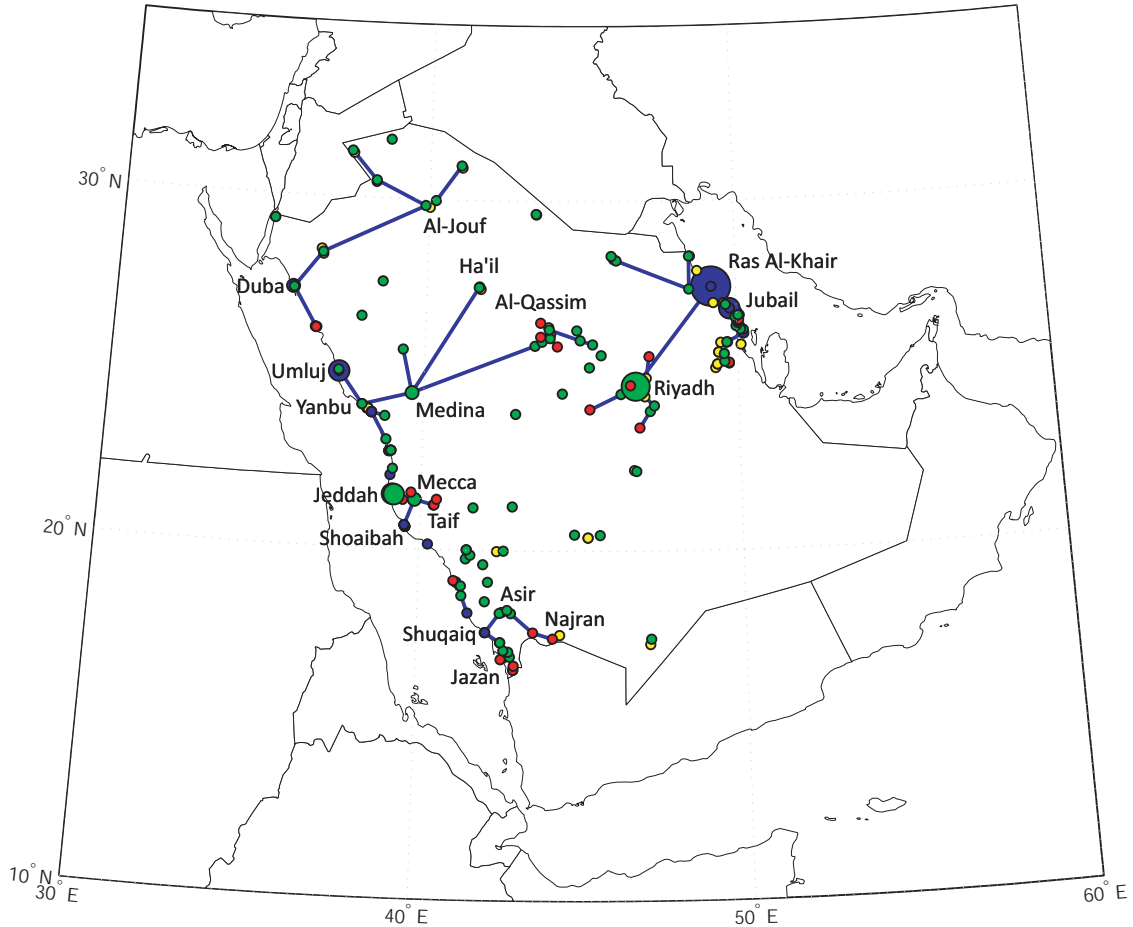 30° N
Al-Jouf
Ha'il
Ras Al-Khair
Duba
Al-Qassim
Jubail
Umluj
Riyadh
Yanbu
Medina
Mecca
Jeddah
Taif
20° N
Shoaibah
Asir
Najran
Shuqaiq
Jazan
10° N
30° E
60° E
40° E
50° E